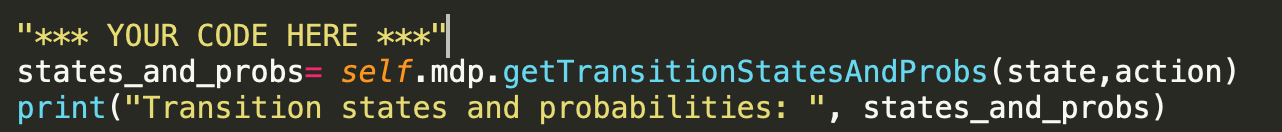 "*** YOUR CODE HERE ***"
states_and_probs= self.mdp.getTransitionStatesAndProbs(state,action)
print("Transition states and probabilities: ", states_and_probs)